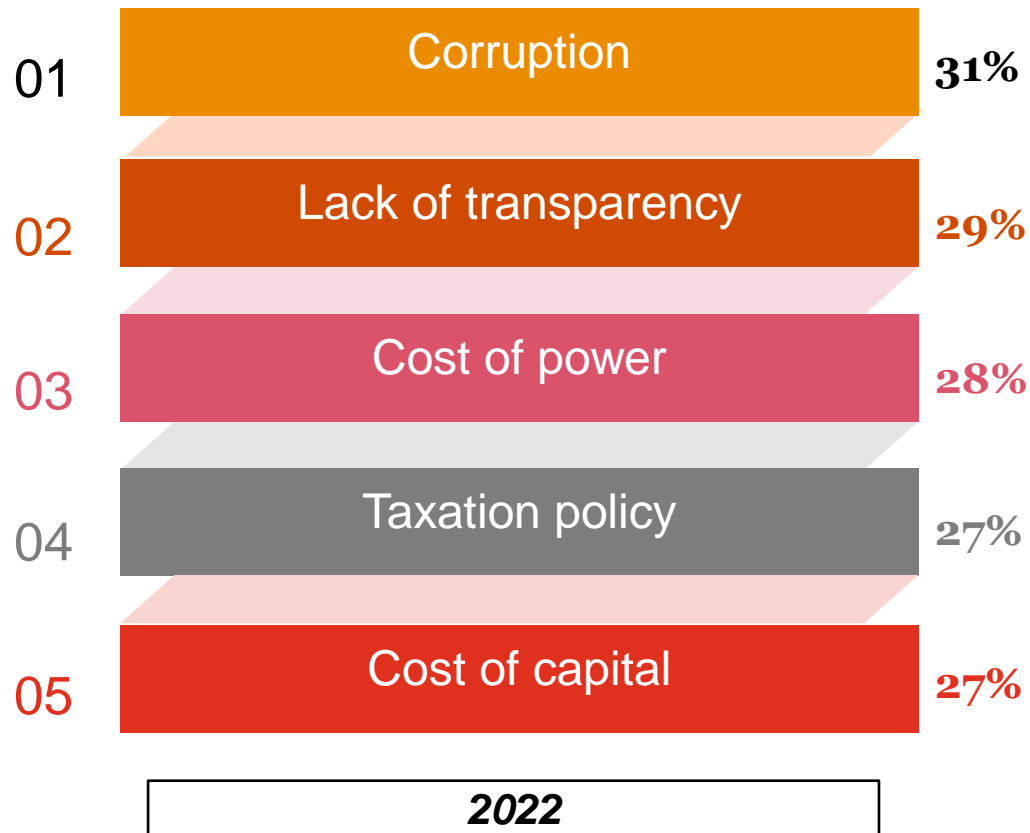 01
Corruption
31%
02
Lack of transparency
29%
03
Cost of power
28%
04
Taxation policy
27%
05
Cost of capital
27%
2022